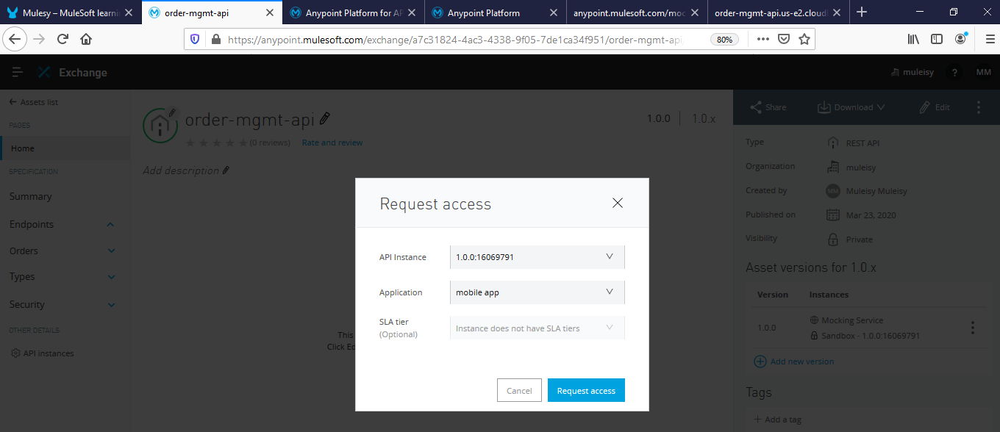 Mulesy – MuleSoft learni
order-mgmt-api
Anypoint Platform for AP
Anypoint Platform
anypoint.mulesoft.com/moc
order-mgmt-api.us-e2.cloudh
https://anypoint.mulesoft.com/exchange/a7c31824-4ac3-4338-9f05-7de1ca34f951/order-mgmt-api,
80%
Exchange
muleisy
?
MM
Assets list
PAGES
Home
SPECIFICATION
Summary
Endpoints
Orders
Types
Security
OTHER DETAILS
API instances
order-mgmt-api
(0 reviews) Rate and review
1.0.0
1.0.x
Add description
This
Click Ed
Request access
API Instance
1.0.0:16069791
Application
mobile app
SLA tier
(Optional)
Instance does not have SLA tiers
Cancel
Request access
Share
Download
Edit
Type
REST API
Organization
muleisy
Created by
MM
Muleisy Muleisy
Published on
Mar 23, 2020
Visibility
Private
Asset versions for 1.0.x
Version
Instances
1.0.0
Mocking Service
Sandbox - 1.0.0:16069791
Add new version
Tags
+ Add a tag